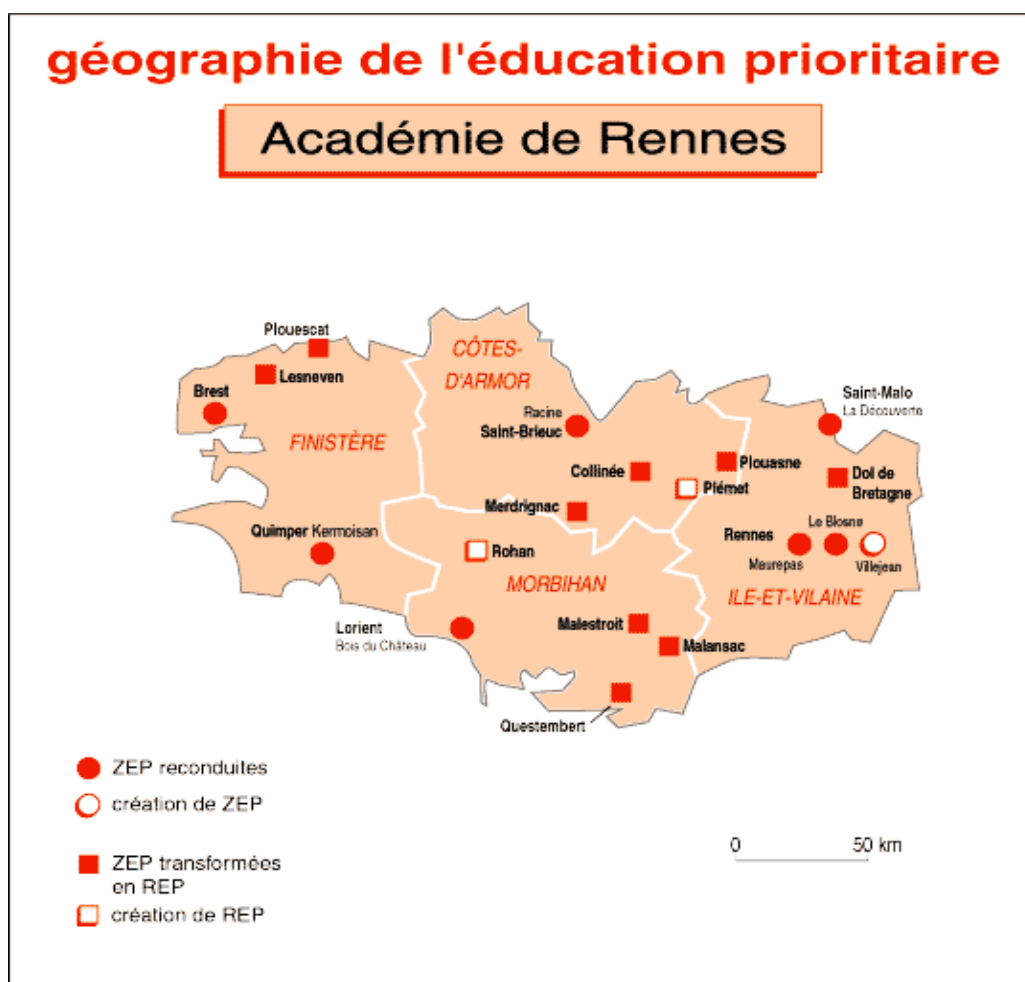 géographie de l'éducation prioritaire
Académie de Rennes
Plouescat
Lesneven
Brest
FINISTÈRE
Quimper Kermoisan
CÔTES-
D'ARMOR
Racine
Saint-Brieuc
Collinée
Merdrignac
Plémet
Plouasne
Saint-Malo
La Découverte
Dol de
Bretagne
Le Blosne
Rennes
Maurepas
Villejean
ILE-ET-VILAINE
Rohan
MORBIHAN
Lorient
Bois du Château
Malestroit
Malansac
Questembert
ZEP reconduites
création de ZEP
ZEP transformées
en REP
création de REP
0 50 km